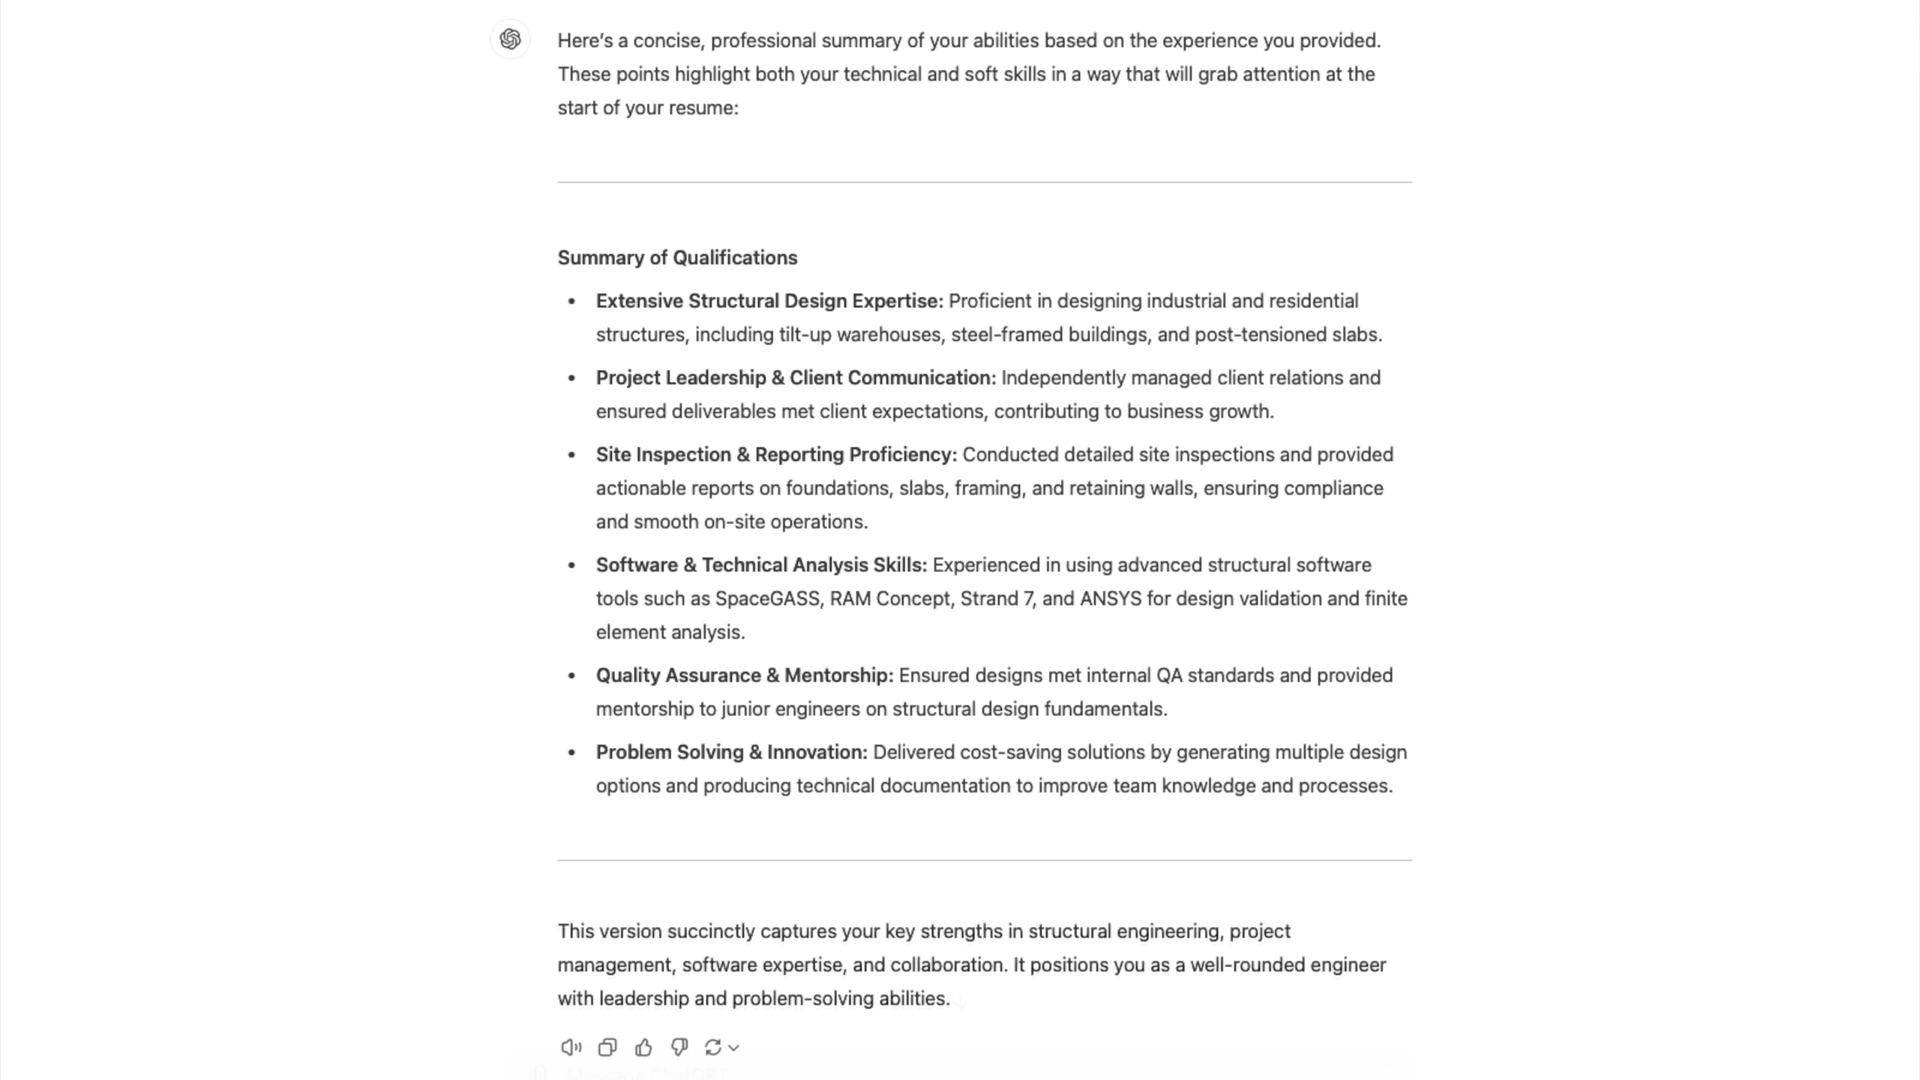 Here's a concise, professional summary of your abilities based on the experience you provided.
These points highlight both your technical and soft skills in a way that will grab attention at the
start of your resume:
Summary of Qualifications
• Extensive Structural Design Expertise: Proficient in designing industrial and residential
structures, including tilt-up warehouses, steel-framed buildings, and post-tensioned slabs.
• Project Leadership & Client Communication: Independently managed client relations and
ensured deliverables met client expectations, contributing to business growth.
• Site Inspection & Reporting Proficiency: Conducted detailed site inspections and provided
actionable reports on foundations, slabs, framing, and retaining walls, ensuring compliance
and smooth on-site operations.
• Software & Technical Analysis Skills: Experienced in using advanced structural software
tools such as SpaceGASS, RAM Concept, Strand 7, and ANSYS for design validation and finite
element analysis.
• Quality Assurance & Mentorship: Ensured designs met internal QA standards and provided
mentorship to junior engineers on structural design fundamentals.
• Problem Solving & Innovation: Delivered cost-saving solutions by generating multiple design
options and producing technical documentation to improve team knowledge and processes.
This version succinctly captures your key strengths in structural engineering, project
management, software expertise, and collaboration. It positions you as a well-rounded engineer
with leadership and problem-solving abilities.